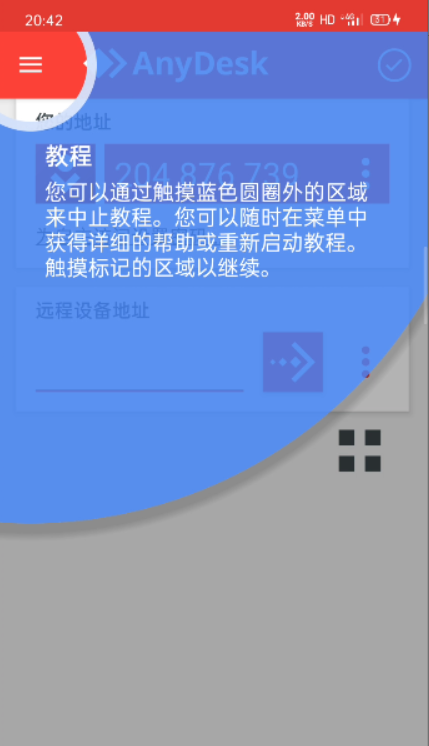 20:42
2.00 KB/S HD 4G 31
AnyDesk
您的地址
204 876 739
教程
您可以通过触摸蓝色圆圈外的区域
来中止教程。您可以随时在菜单中
获得详细的帮助或重新启动教程。
触摸标记的区域以继续。
远程设备地址